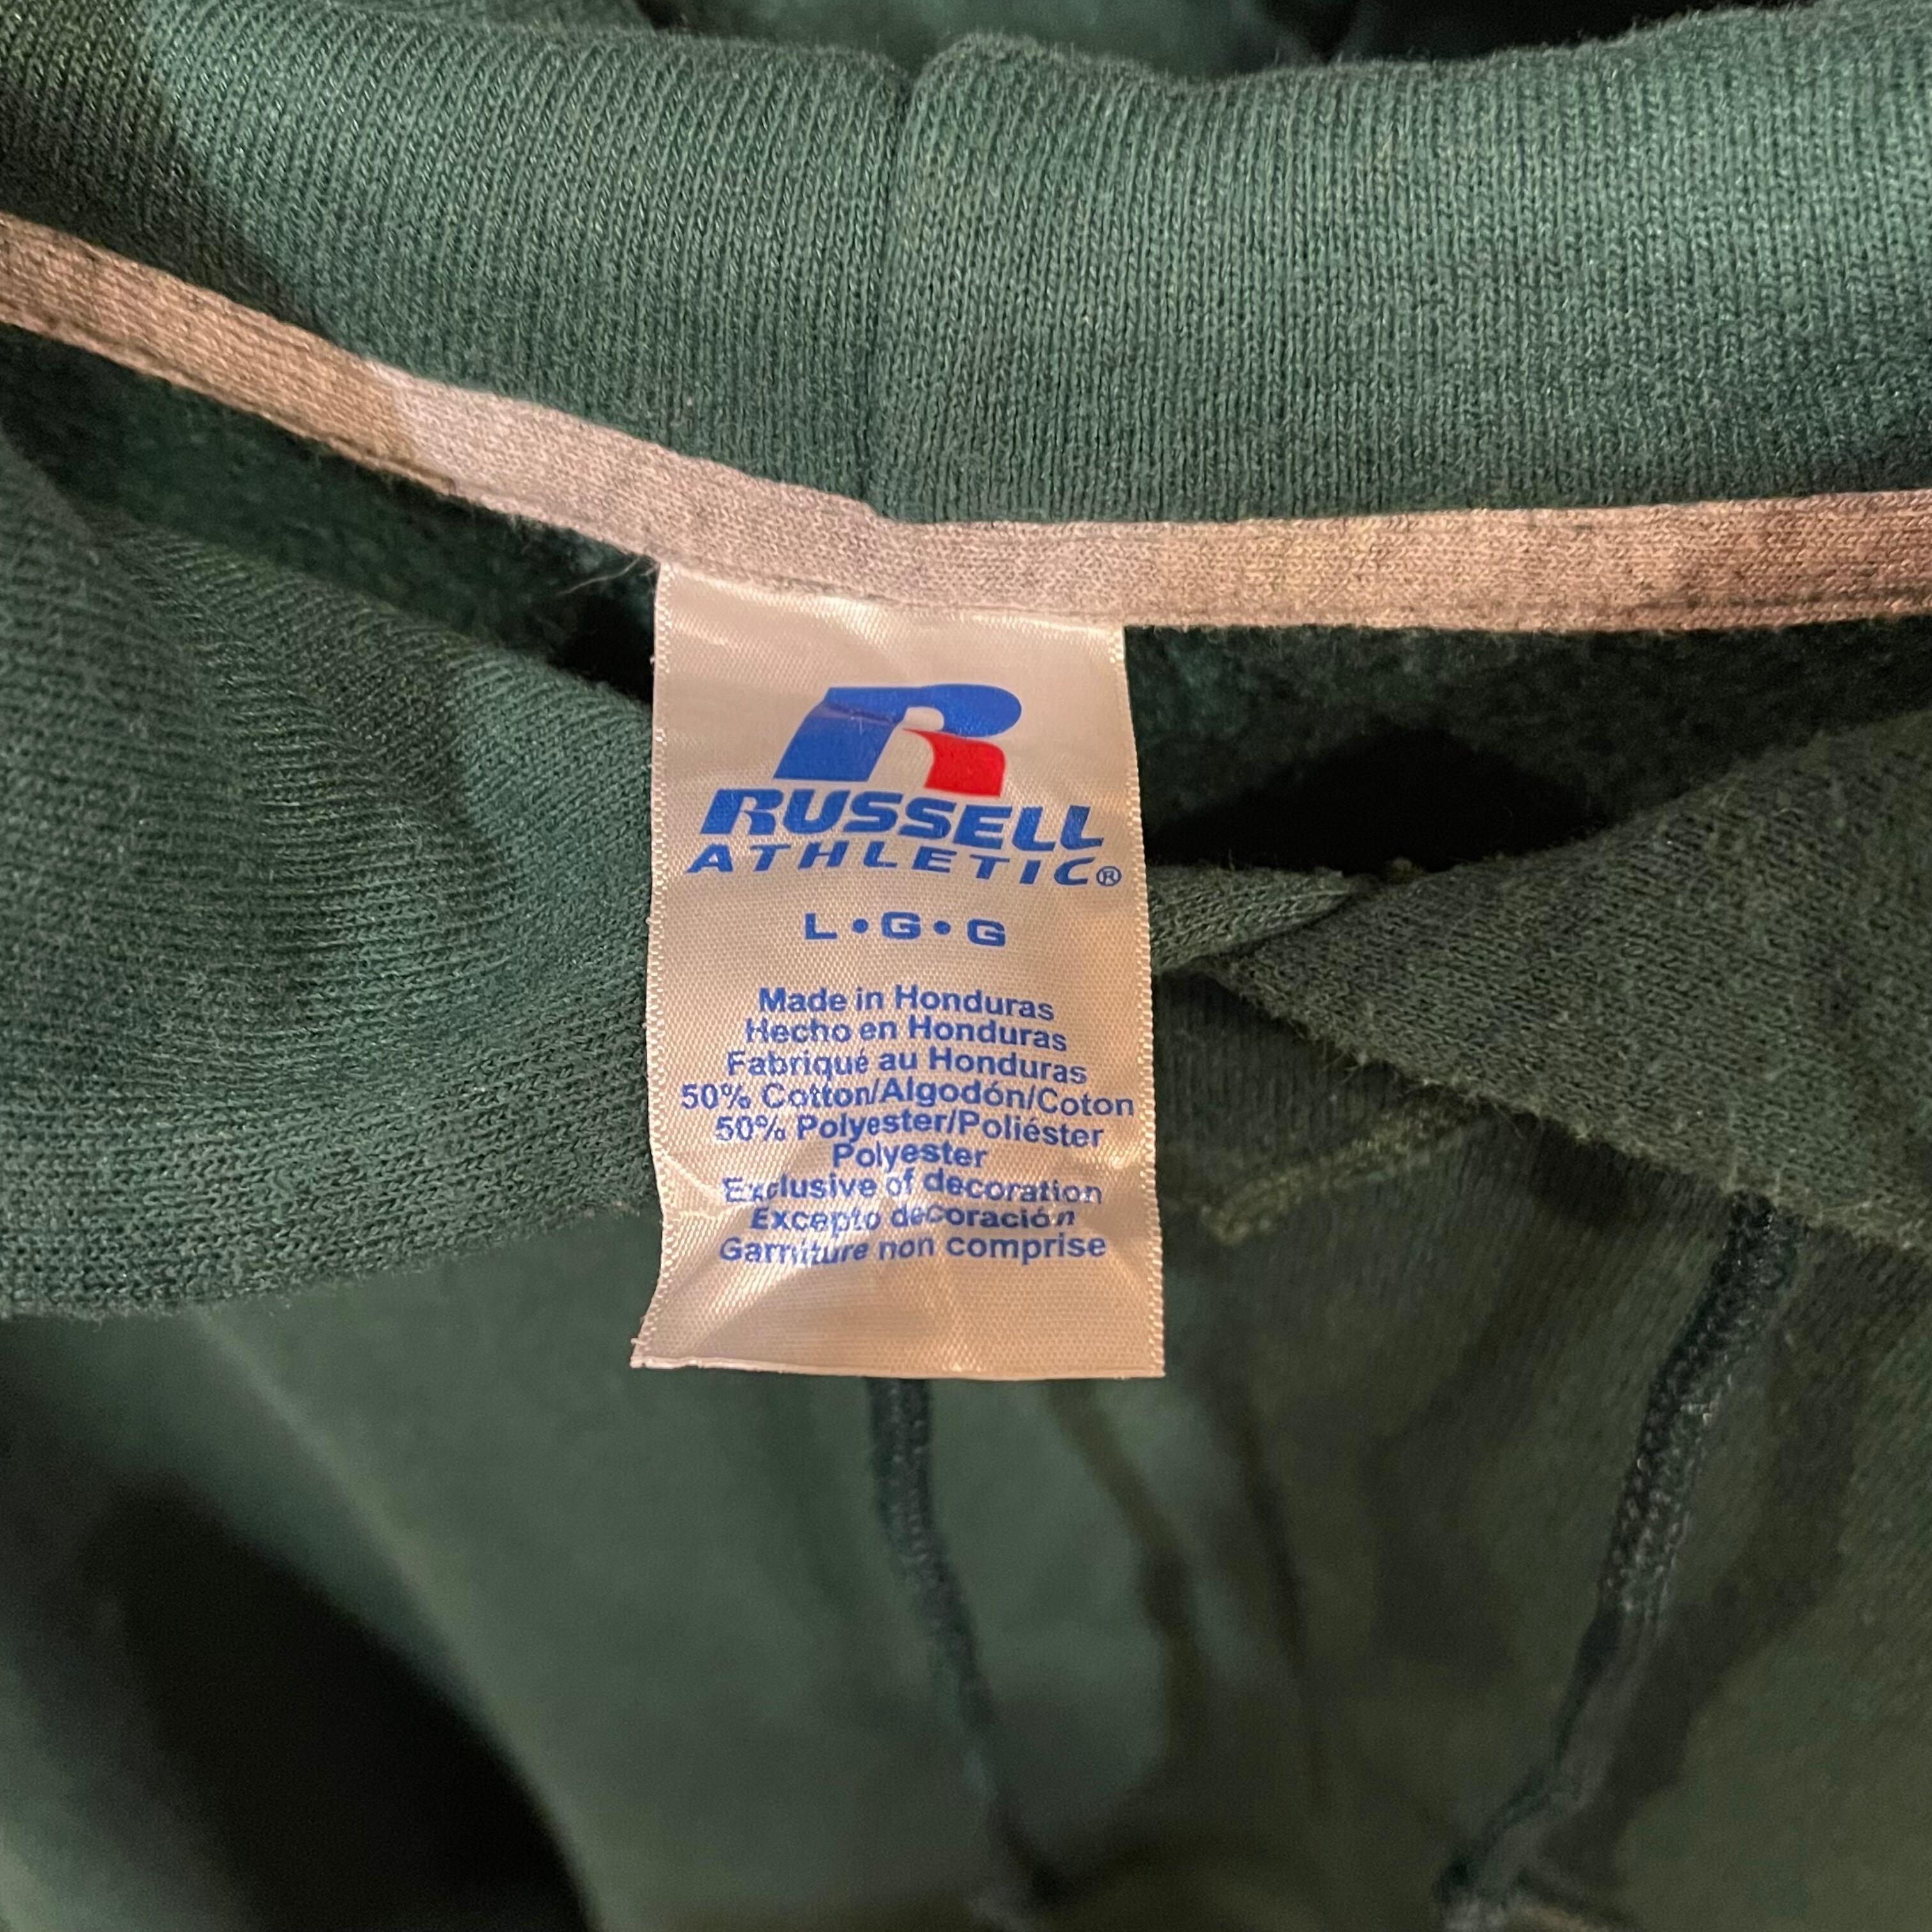 RUSSELL
ATHLETIC®
L•G•G
Made in Honduras
Hecho en Honduras
Fabriqué au Honduras
50% Cotton/Algodón/Coton
50% Polyester/Poliéster
Polyester
Exclusive of decoration
Excepto decoración
Garniture non comprise